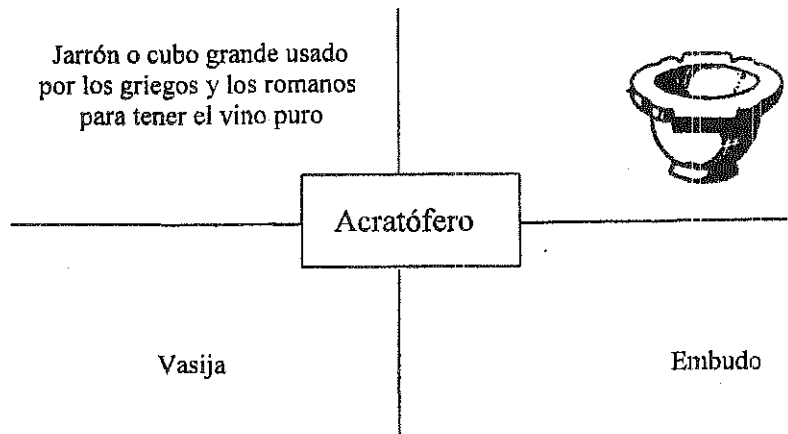 Jarrón o cubo grande usado
por los griegos y los romanos
para tener el vino puro
Acratófero
Vasija
Embudo